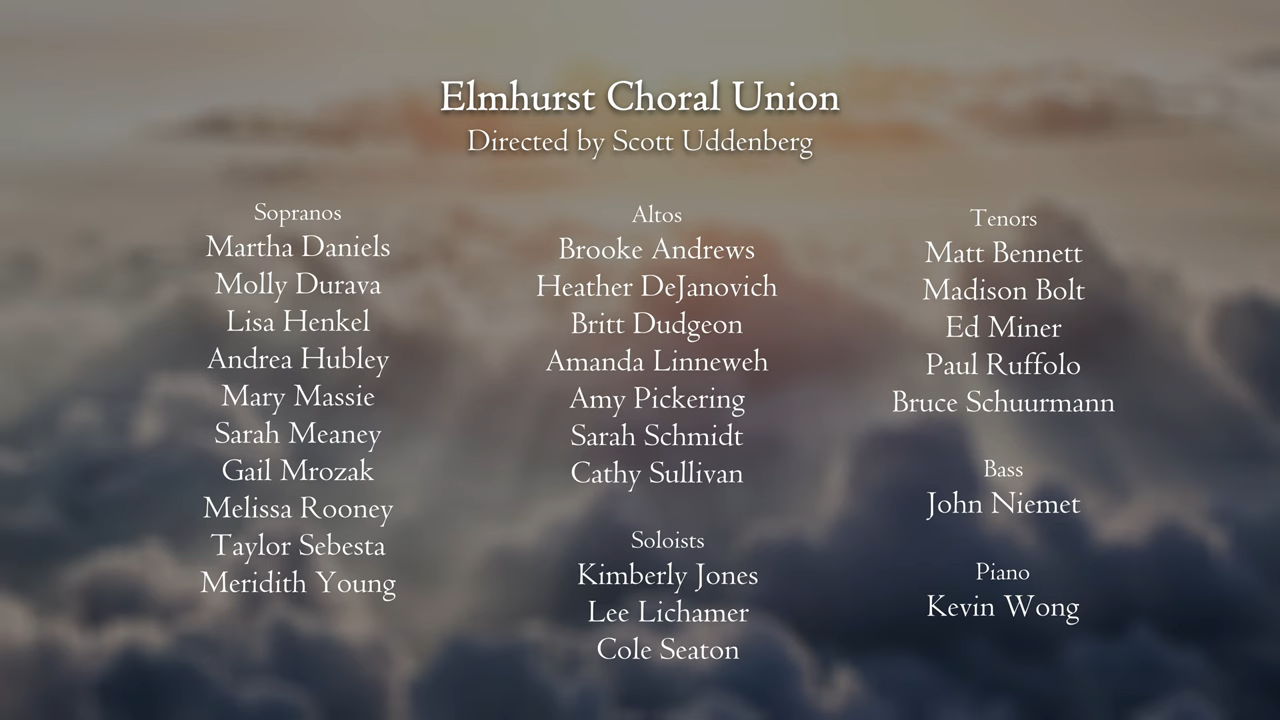 Elmhurst Choral Union
Directed by Scott Uddenberg
Sopranos
Martha Daniels
Molly Durava
Lisa Henkel
Andrea Hubley
Mary Massie
Sarah Meaney
Gail Mrozak
Melissa Rooney
Taylor Sebesta
Meridith Young
Altos
Brooke Andrews
Heather DeJanovich
Britt Dudgeon
Amanda Linneweh
Amy Pickering
Sarah Schmidt
Cathy Sullivan
Soloists
Kimberly Jones
Lee Lichamer
Cole Seaton
Tenors
Matt Bennett
Madison Bolt
Ed Miner
Paul Ruffolo
Bruce Schuurmann
Bass
John Niemet
Piano
Kevin Wong